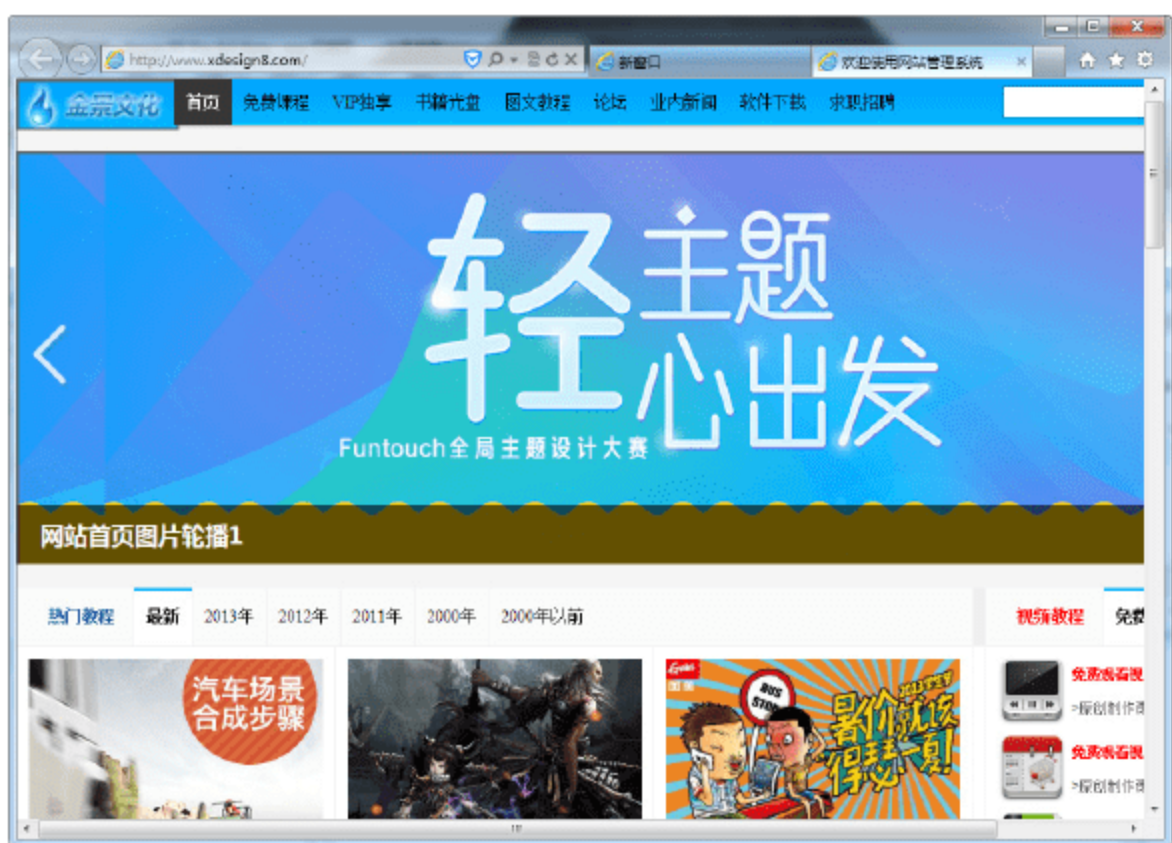 http://www.xdesign8.com/
新窗口
欢迎使用网站管理系统
金宗文化
首页 免费课程 VIP独享 书籍光盘 图文教程 论坛 业内新闻 软件下载 求职招聘
轻主题
心出发
Funtouch全局主题设计大赛
网站首页图片轮播1
热门教程 最新 2013年 2012年 2011年 2000年 2000年以前
视频教程 免费
汽车场景
合成步骤
BUS
STOP
暑价就该
得瑟一夏!
免费观看视
>原创制作
免费观看视
>原创制作